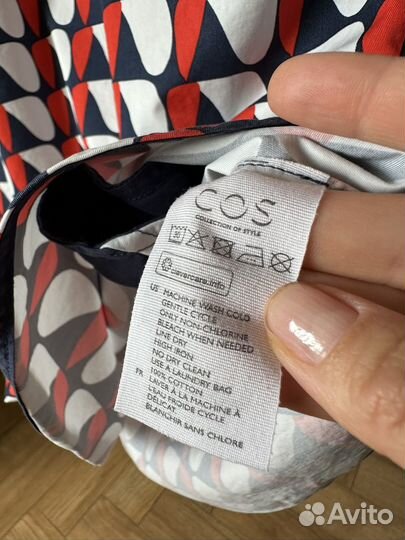 COS
COLLECTION OF STYLE
30
clevercare.info
US MACHINE WASH COLD
GENTLE CYCLE
ONLY NON-CHLORINE
BLEACH WHEN NEEDED
LINE DRY
HIGH IRON
NO DRY CLEAN
USE A LAUNDRY BAG
100% COTTON
FR LAVER À LA MACHINE À
L'EAU FROIDE CYCLE
DÉLICAT
BLANCHIR SANS CHLORE
Avito